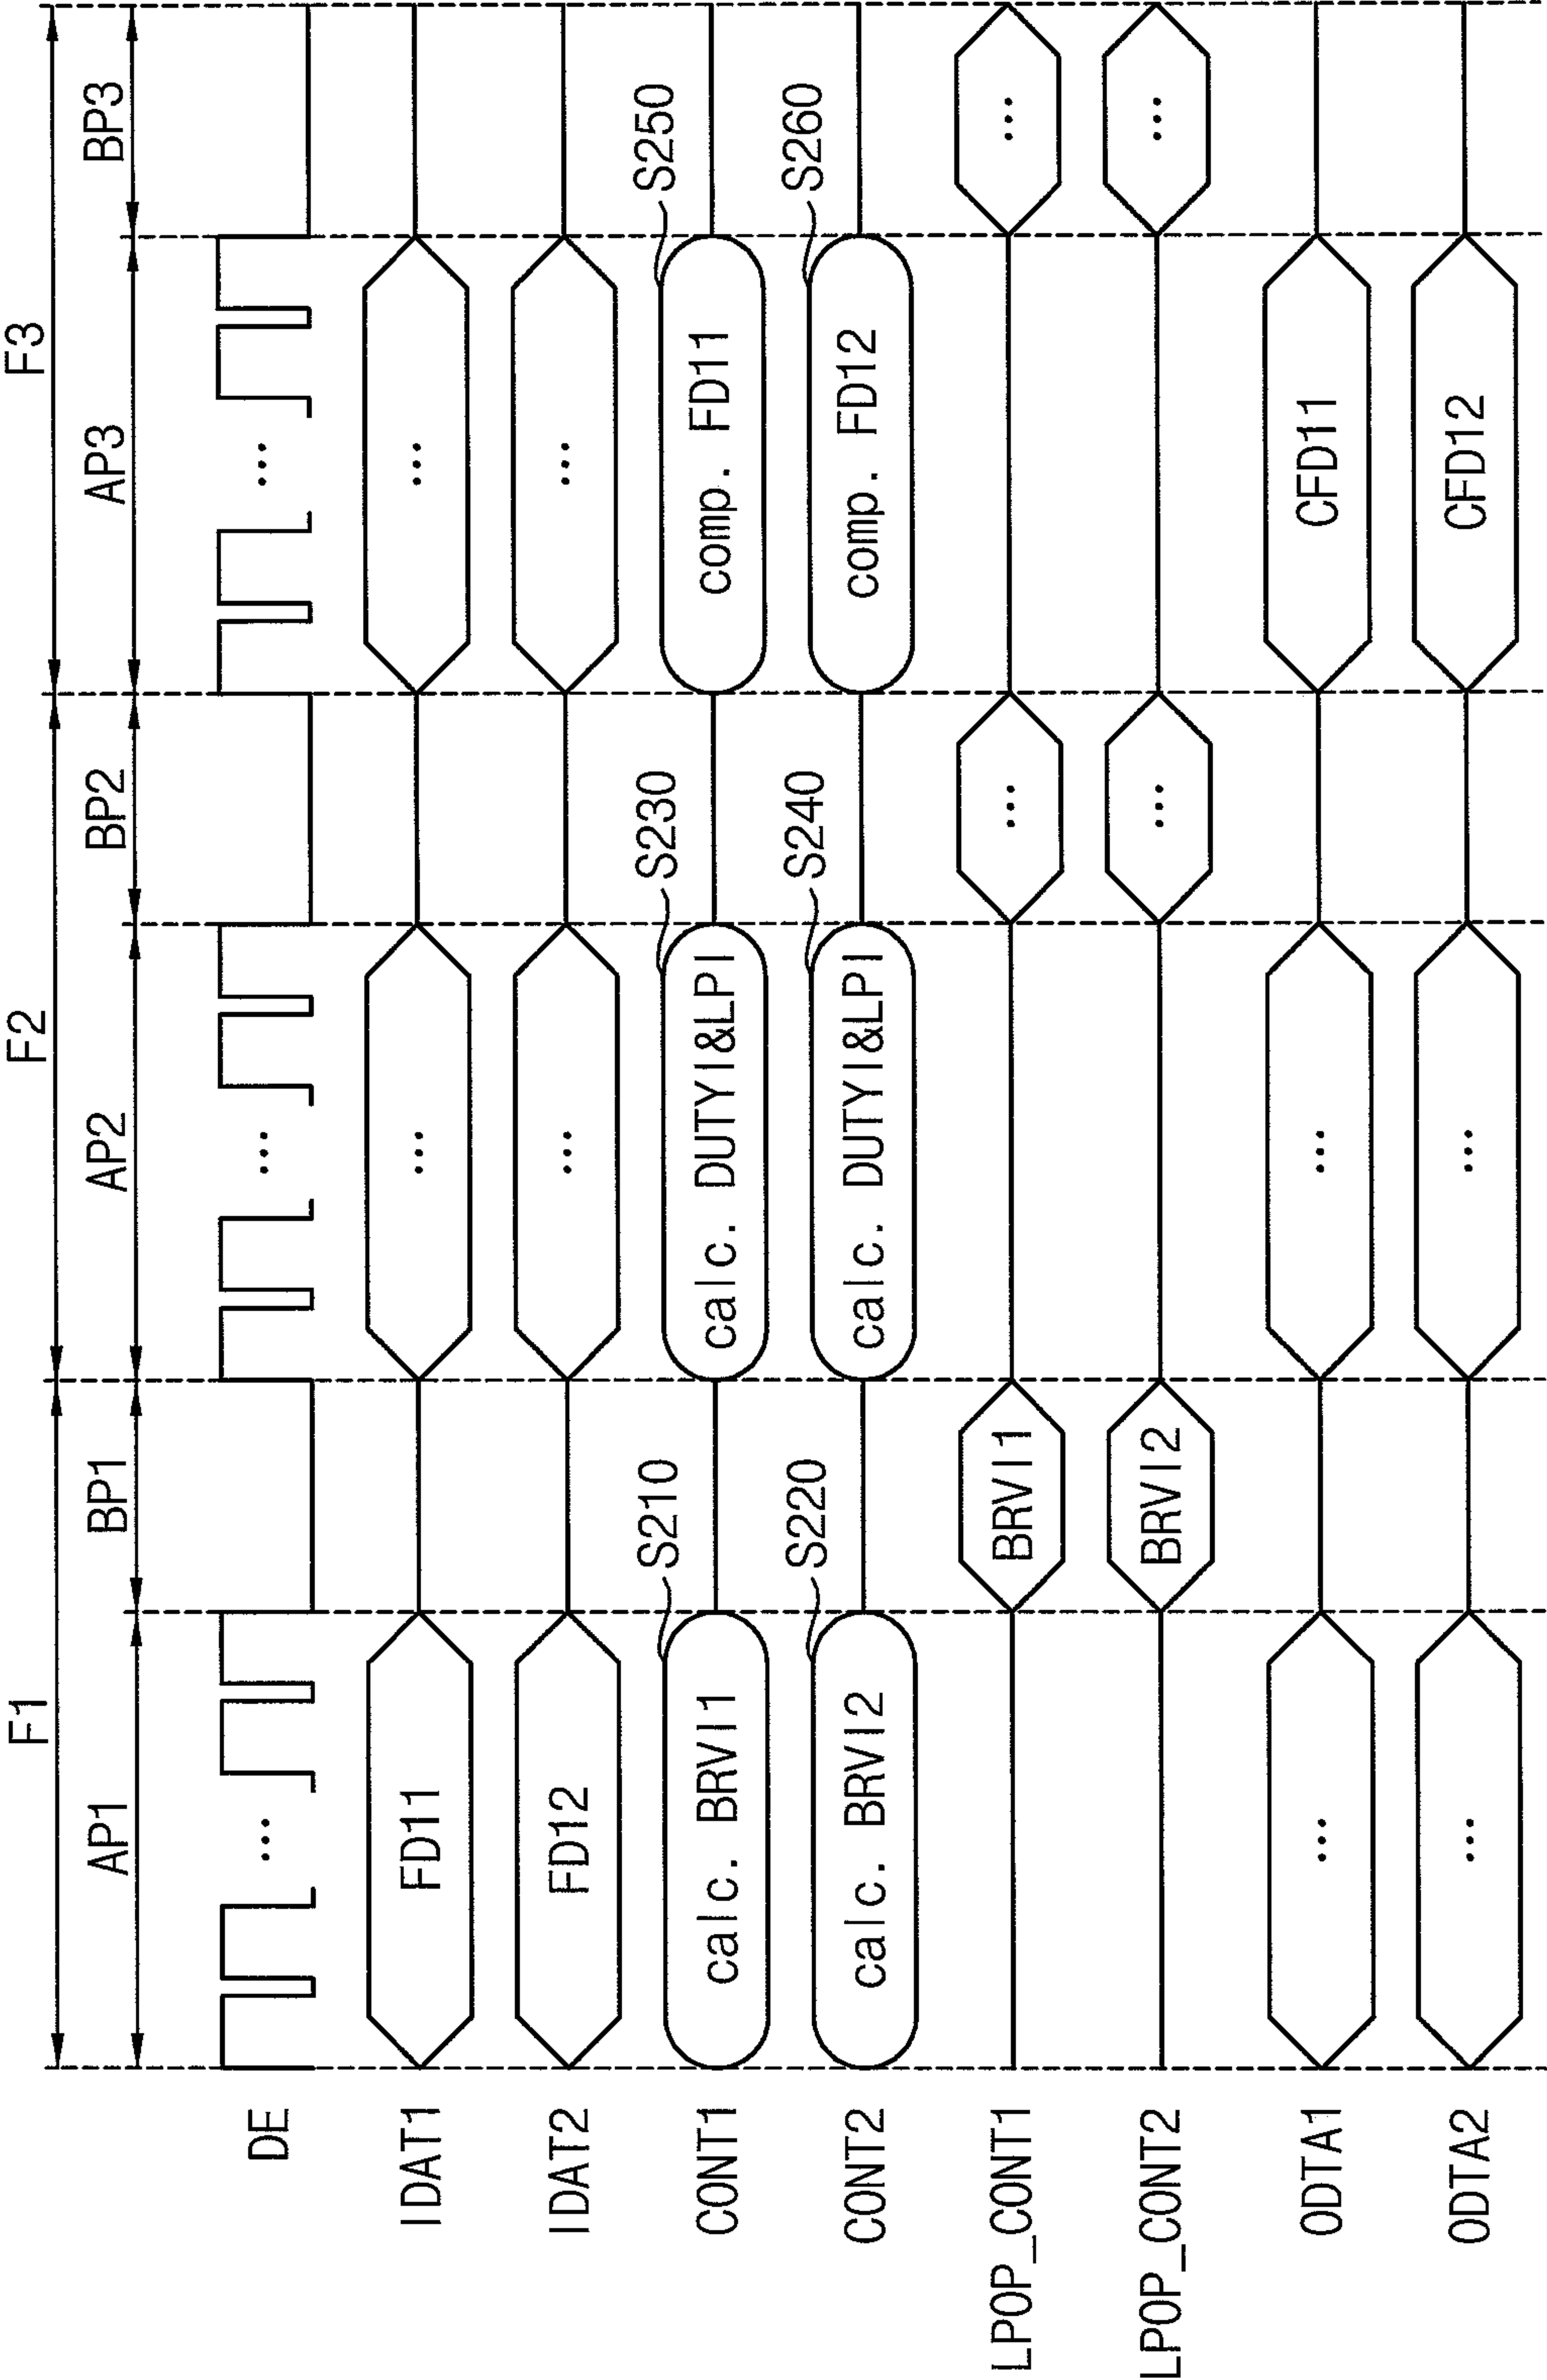 F1 F2 F3
AP1 BP1 AP2 BP2 AP3 BP3
DE ... ... ...
IDAT1 FD11 ... ...
IDAT2 FD12 ... ...
S210 S230 S250
CONT1 calc. BRVI1 calc. DUTYI&LPI comp. FD11
S220 S240 S260
CONT2 calc. BRVI2 calc. DUTYI&LPI comp. FD12
LPOP_CONT1 BRVI1 ... ...
LPOP_CONT2 BRVI2 ... ...
ODTA1 ... ... CFD11
ODTA2 ... ... CFD12